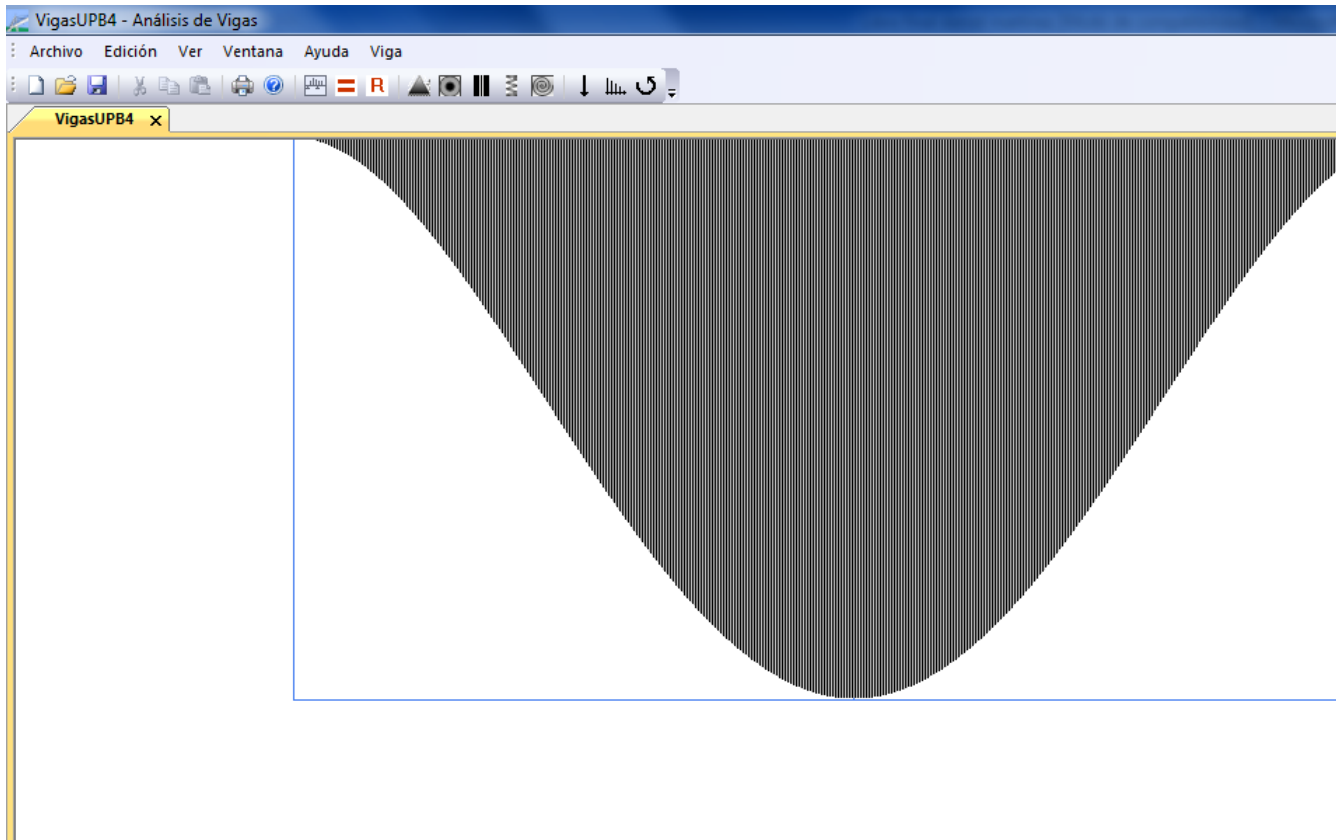 VigasUPB4 - Análisis de Vigas
Archivo Edición Ver Ventana Ayuda Viga
R
VigasUPB4 x